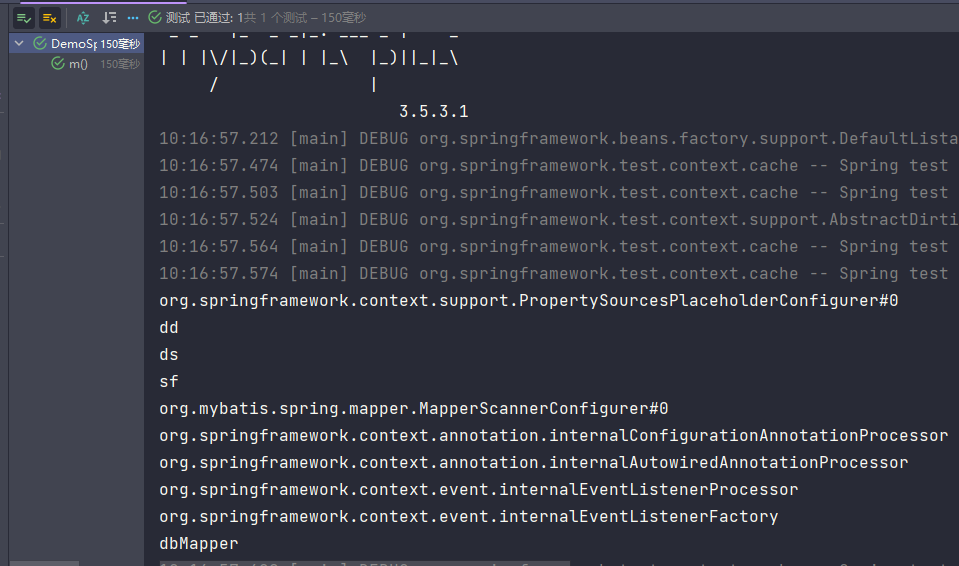 测试 已通过: 1共 1 个测试 – 150毫秒
DemoSp 150毫秒
m() 150毫秒
| | |\/|_)(_| | |_\  |_)||_|_\
/               |
3.5.3.1
10:16:57.212 [main] DEBUG org.springframework.beans.factory.support.DefaultLista
10:16:57.474 [main] DEBUG org.springframework.test.context.cache -- Spring test
10:16:57.503 [main] DEBUG org.springframework.test.context.cache -- Spring test
10:16:57.524 [main] DEBUG org.springframework.test.context.support.AbstractDirti
10:16:57.564 [main] DEBUG org.springframework.test.context.cache -- Spring test
10:16:57.574 [main] DEBUG org.springframework.test.context.cache -- Spring test
org.springframework.context.support.PropertySourcesPlaceholderConfigurer#0
dd
ds
sf
org.mybatis.spring.mapper.MapperScannerConfigurer#0
org.springframework.context.annotation.internalConfigurationAnnotationProcessor
org.springframework.context.annotation.internalAutowiredAnnotationProcessor
org.springframework.context.event.internalEventListenerProcessor
org.springframework.context.event.internalEventListenerFactory
dbMapper